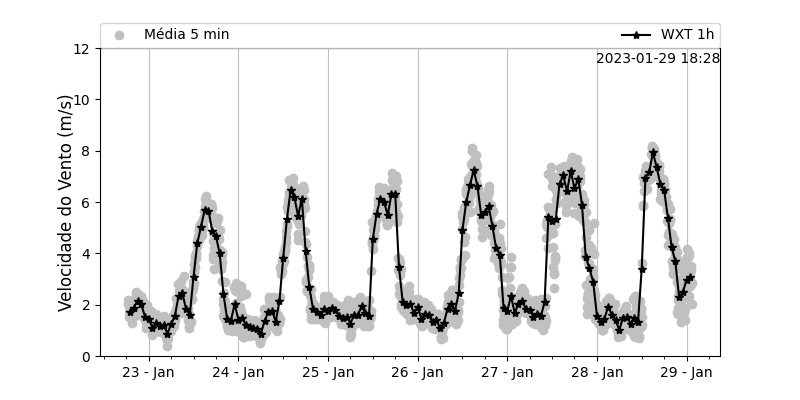 Média 5 min
WXT 1h
2023-01-29 18:28
Velocidade do Vento (m/s)
12
10
8
6
4
2
0
23 - Jan
24 - Jan
25 - Jan
26 - Jan
27 - Jan
28 - Jan
29 - Jan